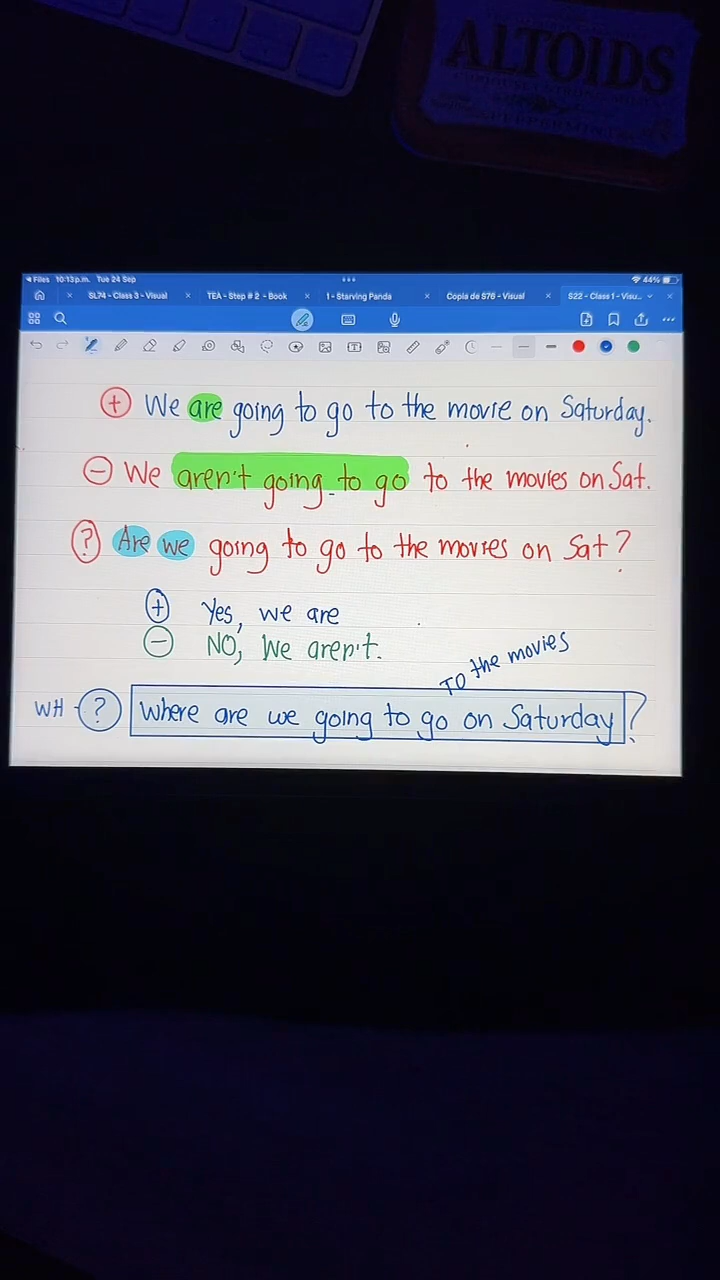 ALTOIDS
Files 10:13 p.m. Tue 24 Sep
44%
SL74 - Class 3 - Visual
TEA - Step # 2 - Book
1 - Starving Panda
Copia de S76 - Visual
S22 - Class 1 - Visu...
+ We are going to go to the movie on Saturday.
- We aren't going to go to the movies on Sat.
? Are we going to go to the movies on Sat?
+ Yes, we are
- NO, We aren't.
TO the movies
WH - ? Where are we going to go on Saturday?